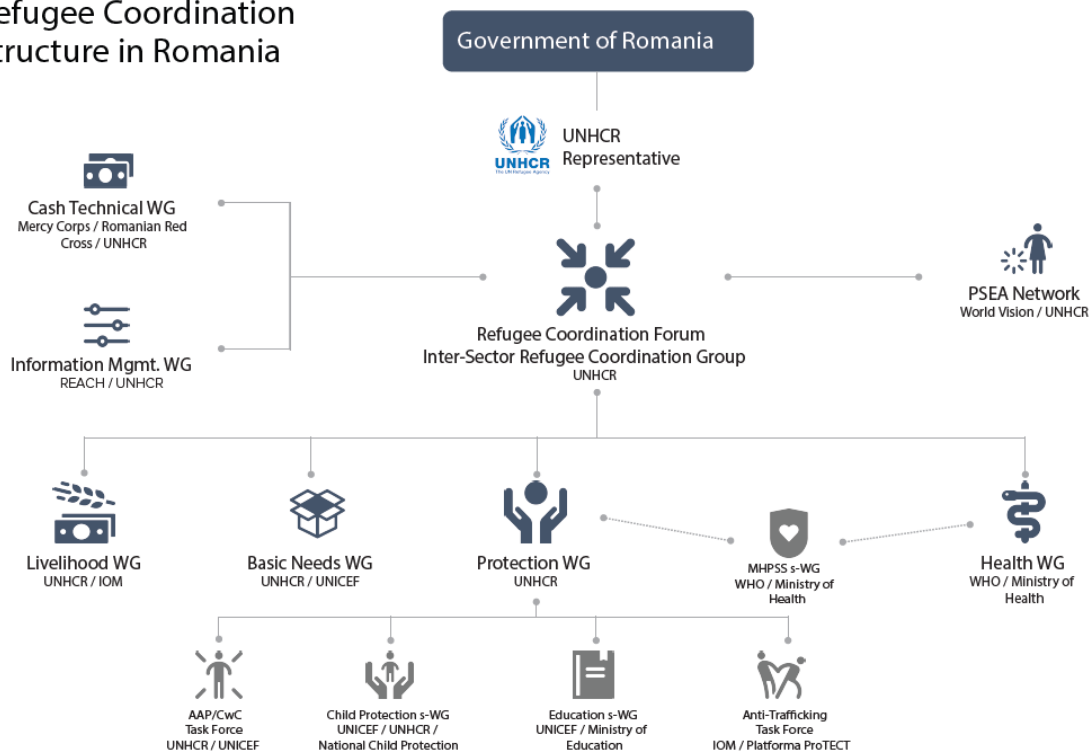 efugee Coordination
tructure in Romania
Government of Romania
UNHCR
The UN Refugee Agency
UNHCR
Representative
Cash Technical WG
Mercy Corps / Romanian Red
Cross / UNHCR
Information Mgmt. WG
REACH / UNHCR
Refugee Coordination Forum
Inter-Sector Refugee Coordination Group
UNHCR
PSEA Network
World Vision / UNHCR
Livelihood WG
UNHCR / IOM
Basic Needs WG
UNHCR / UNICEF
Protection WG
UNHCR
MHPSS s-WG
WHO / Ministry of
Health
Health WG
WHO / Ministry of
Health
AAP/CwC
Task Force
UNHCR / UNICEF
Child Protection s-WG
UNICEF / UNHCR /
National Child Protection
Education s-WG
UNICEF / Ministry of
Education
Anti-Trafficking
Task Force
IOM / Platforma ProTECT